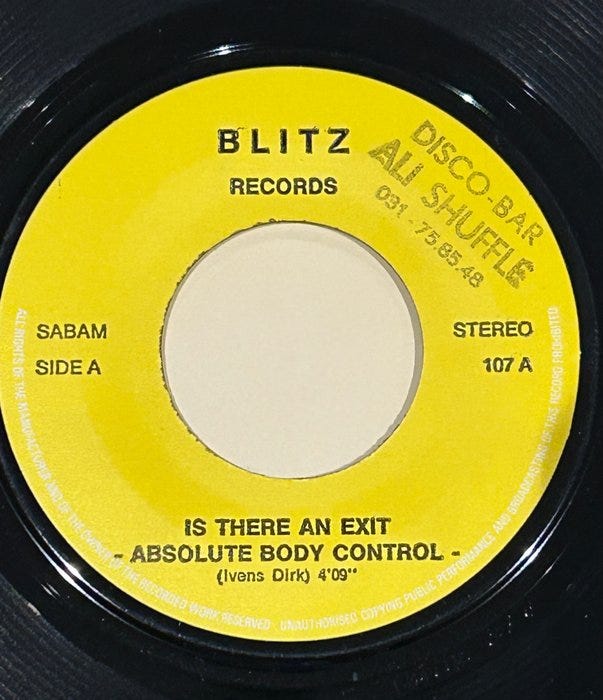 BLITZ
RECORDS
DISCO-BAR
ALI SHUFFLE
031-75.85.48
SABAM
SIDE A
STEREO
107 A
IS THERE AN EXIT
- ABSOLUTE BODY CONTROL -
(Ivens Dirk) 4'09"
ALL RIGHTS OF THE MANUFACTURER AND OF THE OWNER OF THE RECORDED WORK RESERVED - UNAUTHORISED COPYING PUBLIC PERFORMANCE AND BROADCASTING OF THIS RECORD PROHIBITED